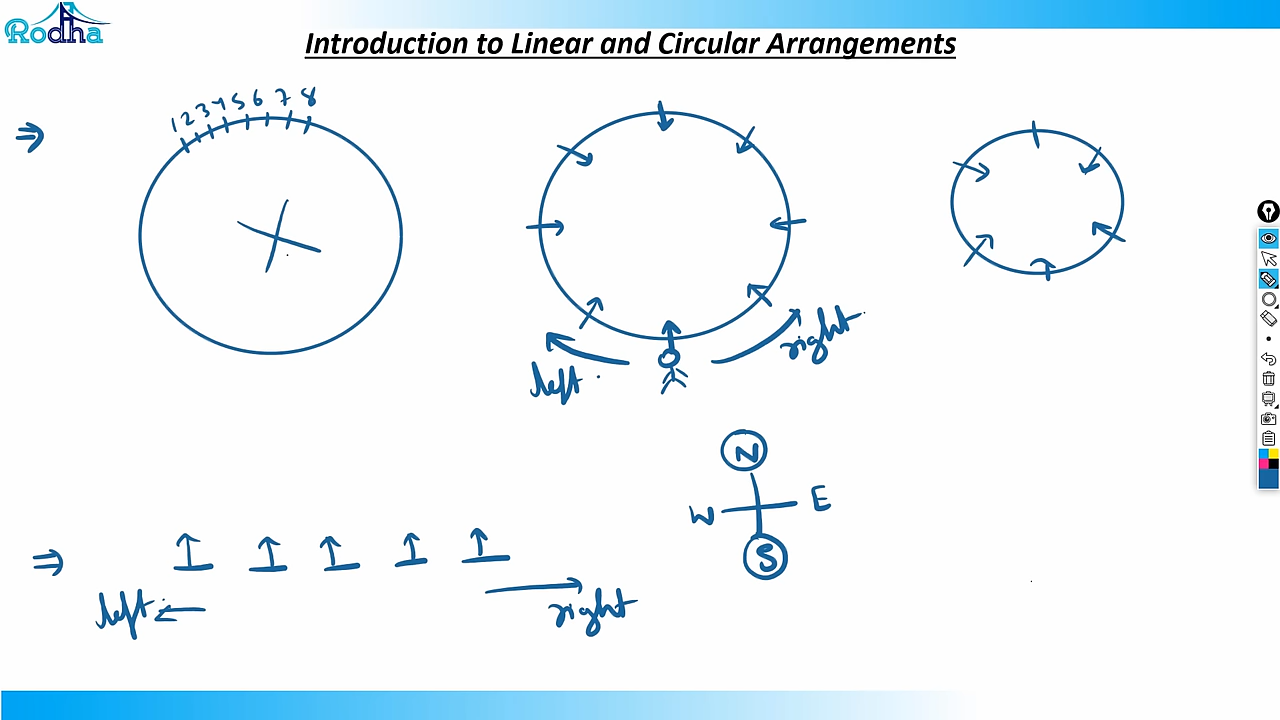 Rodha
Introduction to Linear and Circular Arrangements
1 2 3 4 5 6 7 8
left
right
N
W E
S
left
right